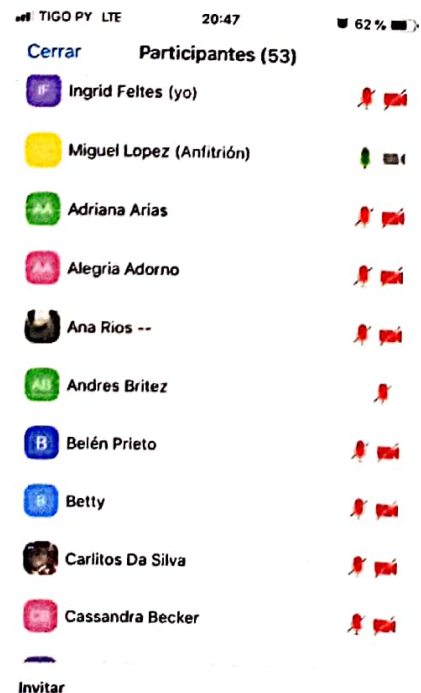 TIGO PY LTE 20:47 62 %
Cerrar Participantes (53)
IF Ingrid Feltes (yo)
Miguel Lopez (Anfitrión)
AA Adriana Arias
AA Alegria Adorno
Ana Rios --
AB Andres Britez
B Belén Prieto
B Betty
Carlitos Da Silva
CB Cassandra Becker
Invitar